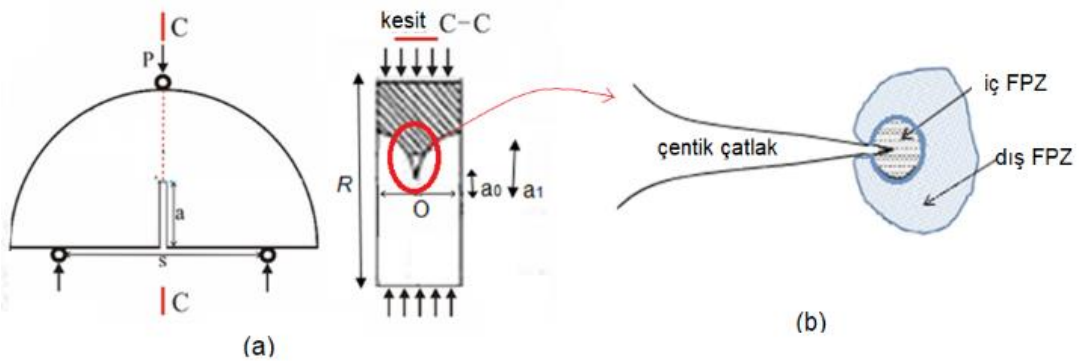 C
P
a
s
C
(a)
kesit C-C
R
O
a0
a1
çentik çatlak
iç FPZ
dış FPZ
(b)